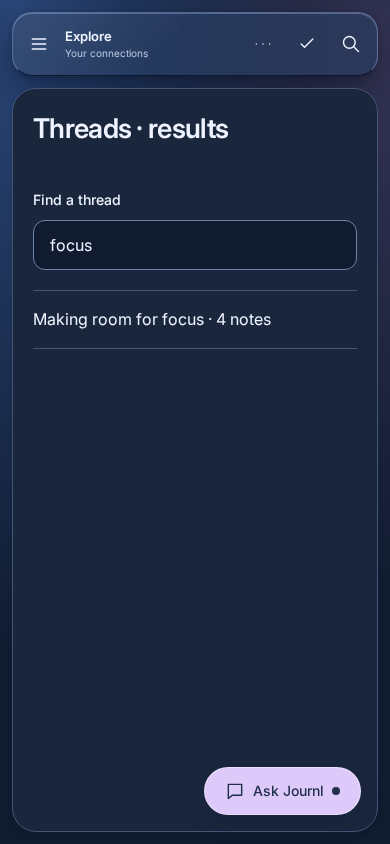 Explore
Your connections
...
Threads · results
Find a thread
focus
Making room for focus · 4 notes
Ask Journl